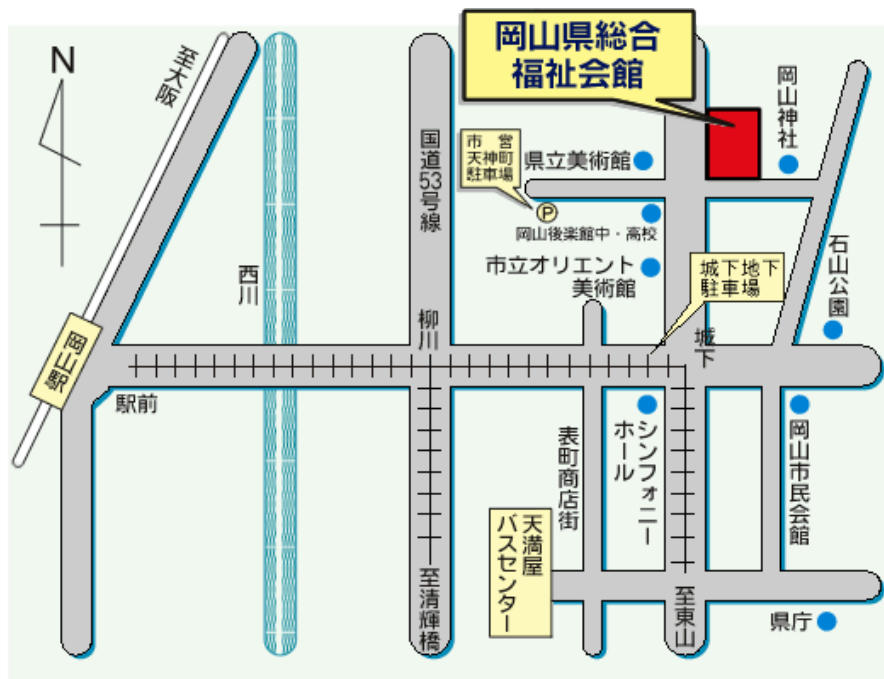 岡山県総合
福祉会館
N
至大阪
国道53号線
市営
天神町
駐車場
県立美術館
岡山神社
P
岡山後楽館中・高校
市立オリエント
美術館
城下地下
駐車場
石山公園
西川
柳川
城下
岡山駅
駅前
表町商店街
シンフォニー
ホール
岡山市民会館
天満屋
バスセンター
至清輝橋
至東山
県庁